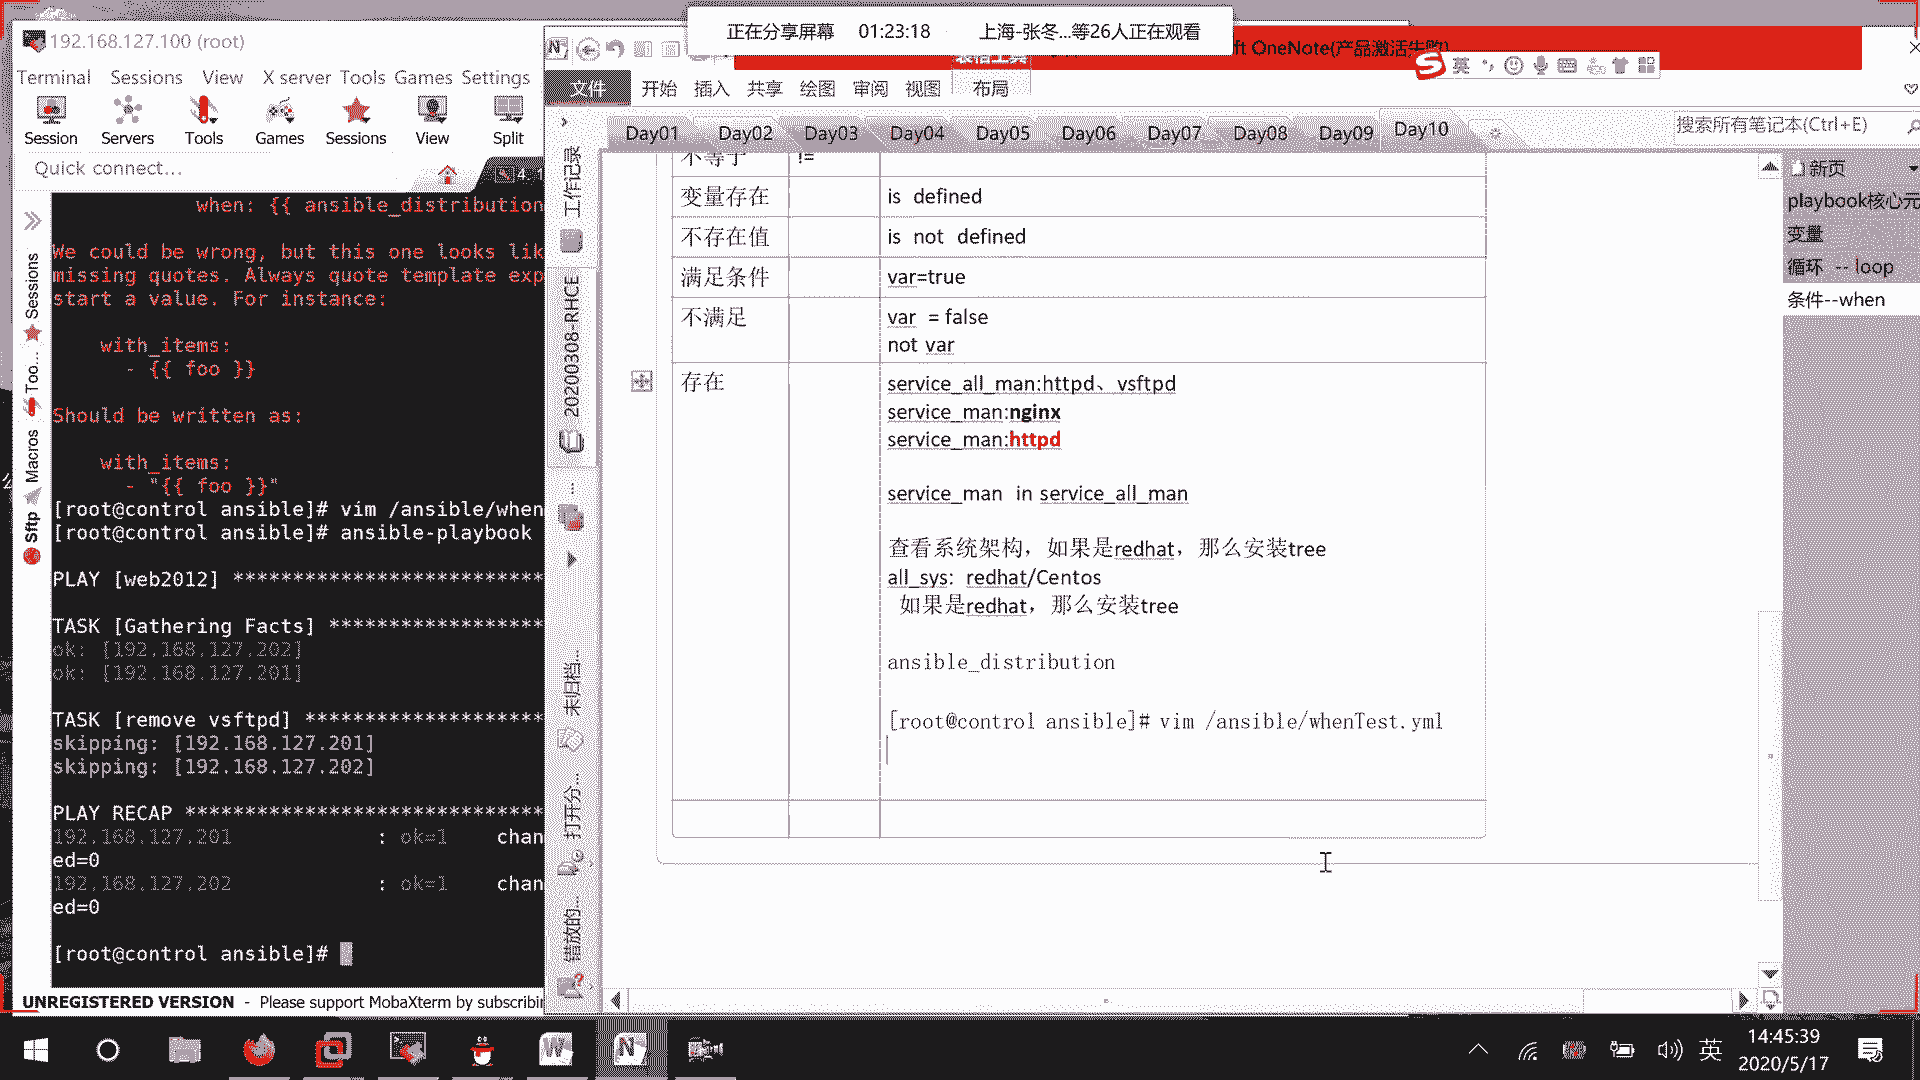 正在分享屏幕 01:23:18 上海-张冬...等26人正在观看
192.168.127.100 (root)
Terminal Sessions View X server Tools Games Settings
Session Servers Tools Games Sessions View Split
Quick connect...
Sessions
Too...
Macros
Sftp
when: {{ ansible_distribution
We could be wrong, but this one looks lik
missing quotes. Always quote template exp
start a value. For instance:
with_items:
- {{ foo }}
Should be written as:
with_items:
- "{{ foo }}"
[root@control ansible]# vim /ansible/when
[root@control ansible]# ansible-playbook
PLAY [web2012] **************************
TASK [Gathering Facts] ******************
ok: [192.168.127.202]
ok: [192.168.127.201]
TASK [remove vsftpd] ********************
skipping: [192.168.127.201]
skipping: [192.168.127.202]
PLAY RECAP ******************************
192.168.127.201 : ok=1 chan
ed=0
192.168.127.202 : ok=1 chan
ed=0
[root@control ansible]#
UNREGISTERED VERSION - Please support MobaXterm by subscribin
ft OneNote(产品激活失败)
英
文件 开始 插入 共享 绘图 审阅 视图 布局
Day01 Day02 Day03 Day04 Day05 Day06 Day07 Day08 Day09 Day10
搜索所有笔记本(Ctrl+E)
工作记录
20200308-RHCE
未归档...
打开分...
错放的...
不等于 !=
变量存在 is defined
不存在值 is not defined
满足条件 var=true
不满足 var = false
not var
存在 service_all_man:httpd、vsftpd
service_man:nginx
service_man:httpd
service_man in service_all_man
查看系统架构，如果是redhat，那么安装tree
all_sys: redhat/Centos
如果是redhat，那么安装tree
ansible_distribution
[root@control ansible]# vim /ansible/whenTest.yml
新页
playbook核心元
变量
循环 -- loop
条件--when
英
14:45:39
2020/5/17